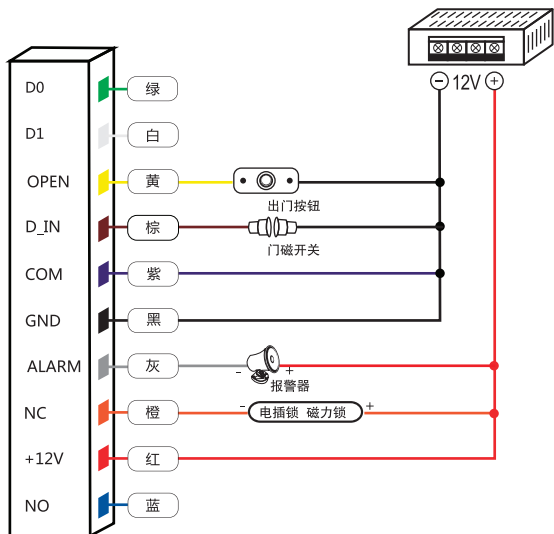 − 12V +
D0 绿
D1 白
OPEN 黄
出门按钮
D_IN 棕
门磁开关
COM 紫
GND 黑
ALARM 灰 - +
报警器
NC 橙 - 电插锁 磁力锁 +
+12V 红
NO 蓝